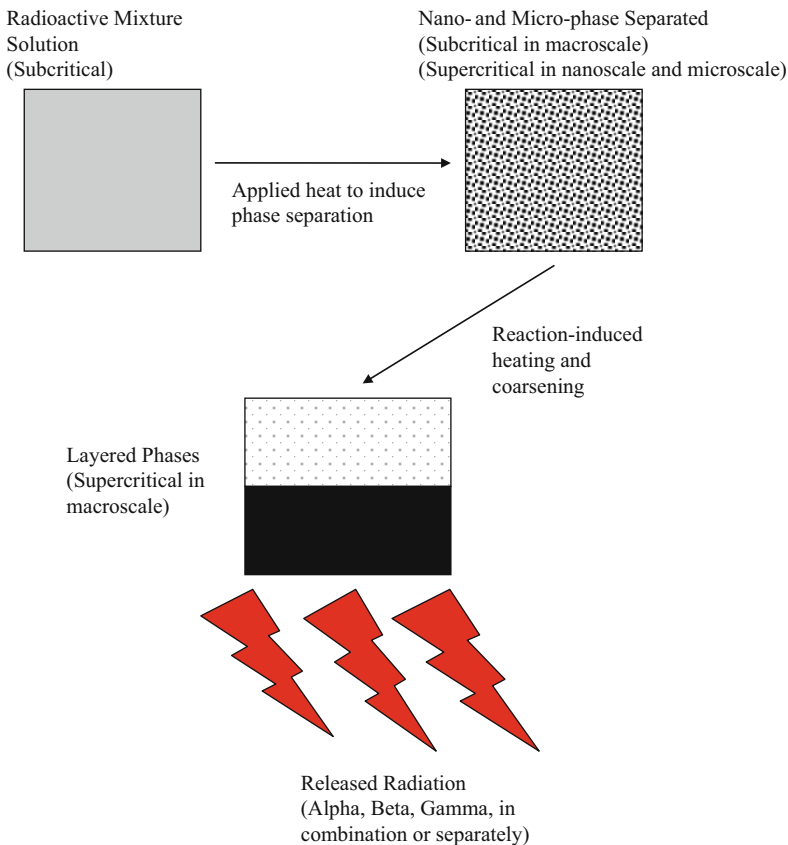 Radioactive Mixture
Solution
(Subcritical)
Nano- and Micro-phase Separated
(Subcritical in macroscale)
(Supercritical in nanoscale and microscale)
Applied heat to induce
phase separation
Reaction-induced
heating and
coarsening
Layered Phases
(Supercritical in
macroscale)
Released Radiation
(Alpha, Beta, Gamma, in
combination or separately)